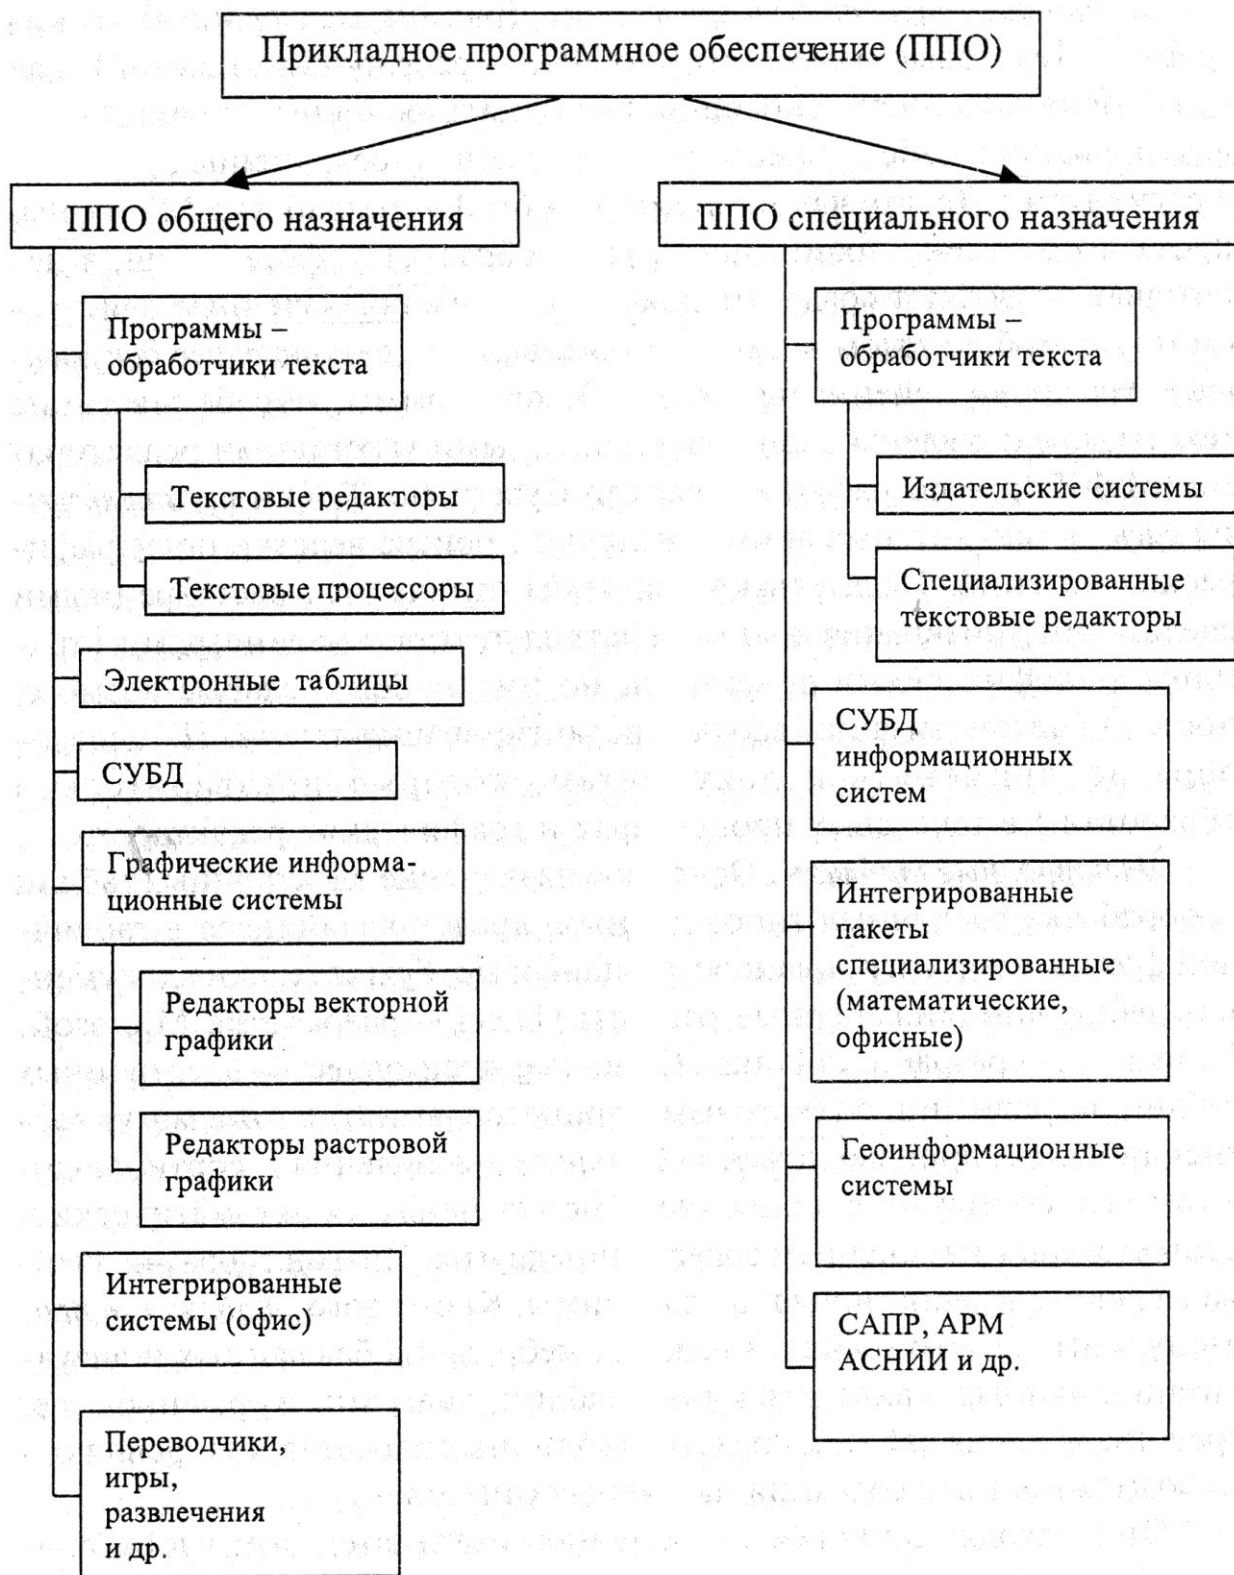 Прикладное программное обеспечение (ППО)
ППО общего назначения
Программы –
обработчики текста
Текстовые редакторы
Текстовые процессоры
Электронные таблицы
СУБД
Графические информа-
ционные системы
Редакторы векторной
графики
Редакторы растровой
графики
Интегрированные
системы (офис)
Переводчики,
игры,
развлечения
и др.
ППО специального назначения
Программы –
обработчики текста
Издательские системы
Специализированные
текстовые редакторы
СУБД
информационных
систем
Интегрированные
пакеты
специализированные
(математические,
офисные)
Геоинформационные
системы
САПР, АРМ
АСНИИ и др.